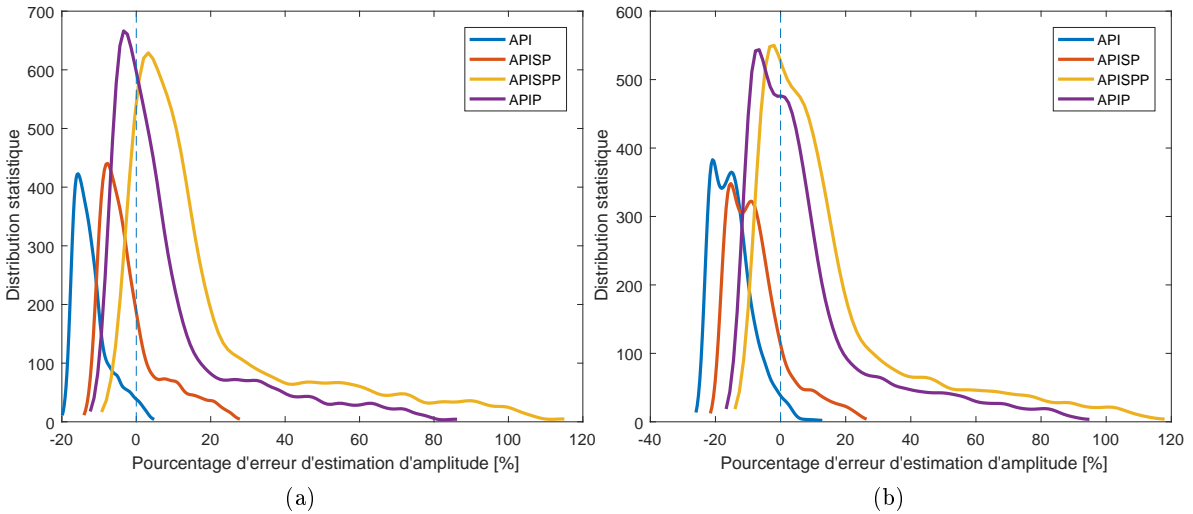 700
600
500
400
300
200
100
0
-20
0
20
40
60
80
100
120
Distribution statistique
Pourcentage d'erreur d'estimation d'amplitude [%]
API
APISP
APISPP
APIP
(a)
600
500
400
300
200
100
0
-40
-20
0
20
40
60
80
100
120
Distribution statistique
Pourcentage d'erreur d'estimation d'amplitude [%]
API
APISP
APISPP
APIP
(b)